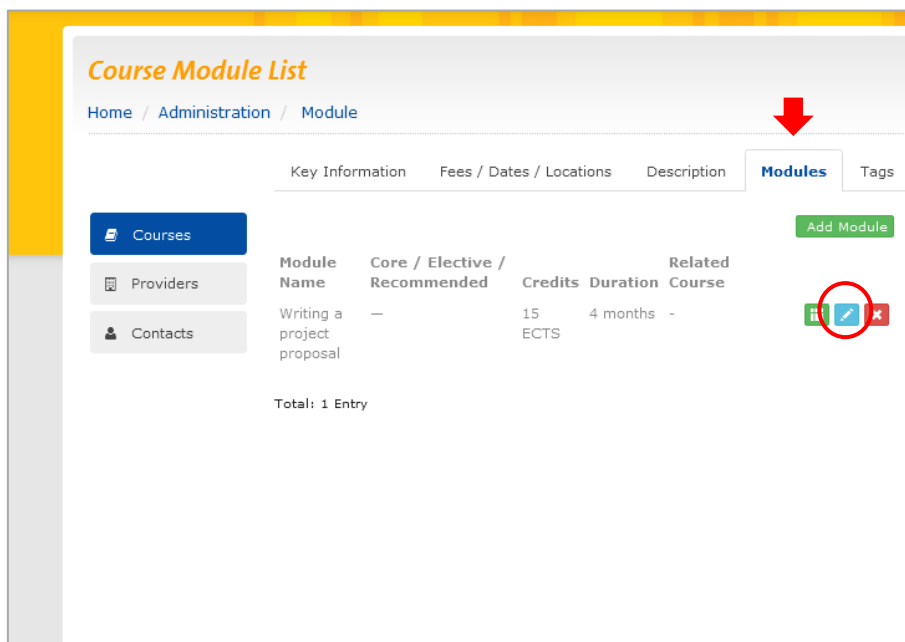 Course Module List
Home / Administration / Module
Key Information Fees / Dates / Locations Description Modules Tags
Courses
Providers
Contacts
Add Module
Module Name Core / Elective / Recommended Credits Duration Related Course
Writing a project proposal — 15 ECTS 4 months -
Total: 1 Entry